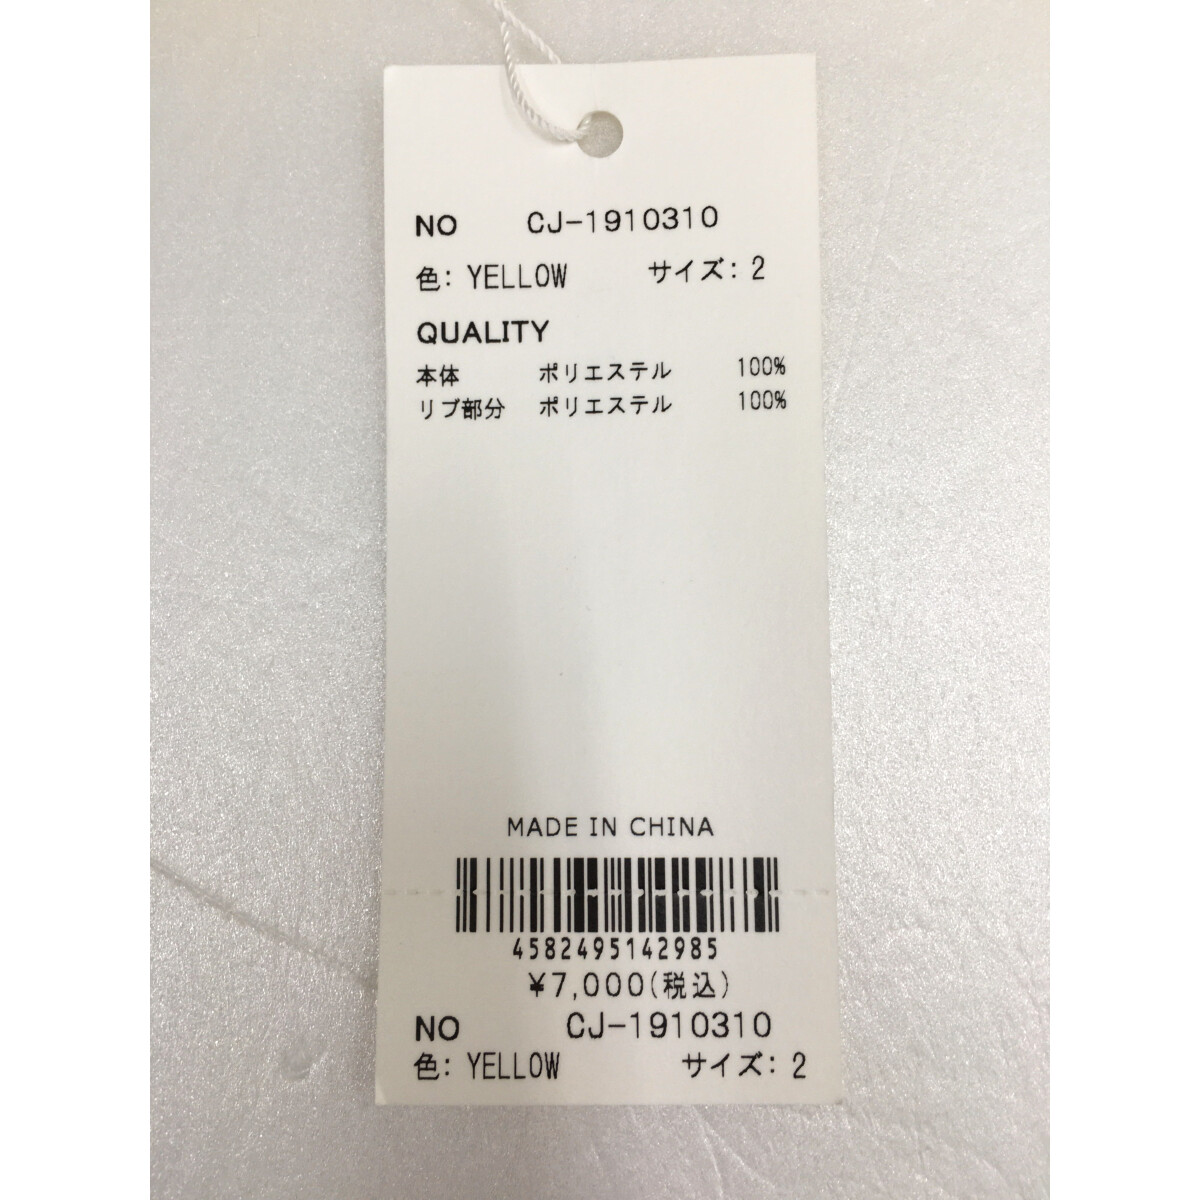 NO CJ-1910310
色: YELLOW サイズ: 2
QUALITY
本体 ポリエステル 100%
リブ部分 ポリエステル 100%
MADE IN CHINA
4582495142985
¥7,000(税込)
NO CJ-1910310
色: YELLOW サイズ: 2